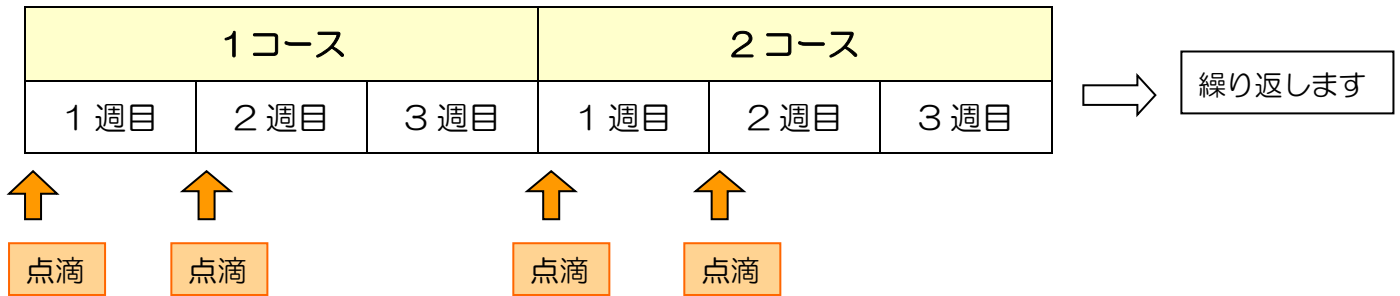 1コース 2コース
1週目 2週目 3週目 1週目 2週目 3週目
繰り返します
点滴 点滴 点滴 点滴